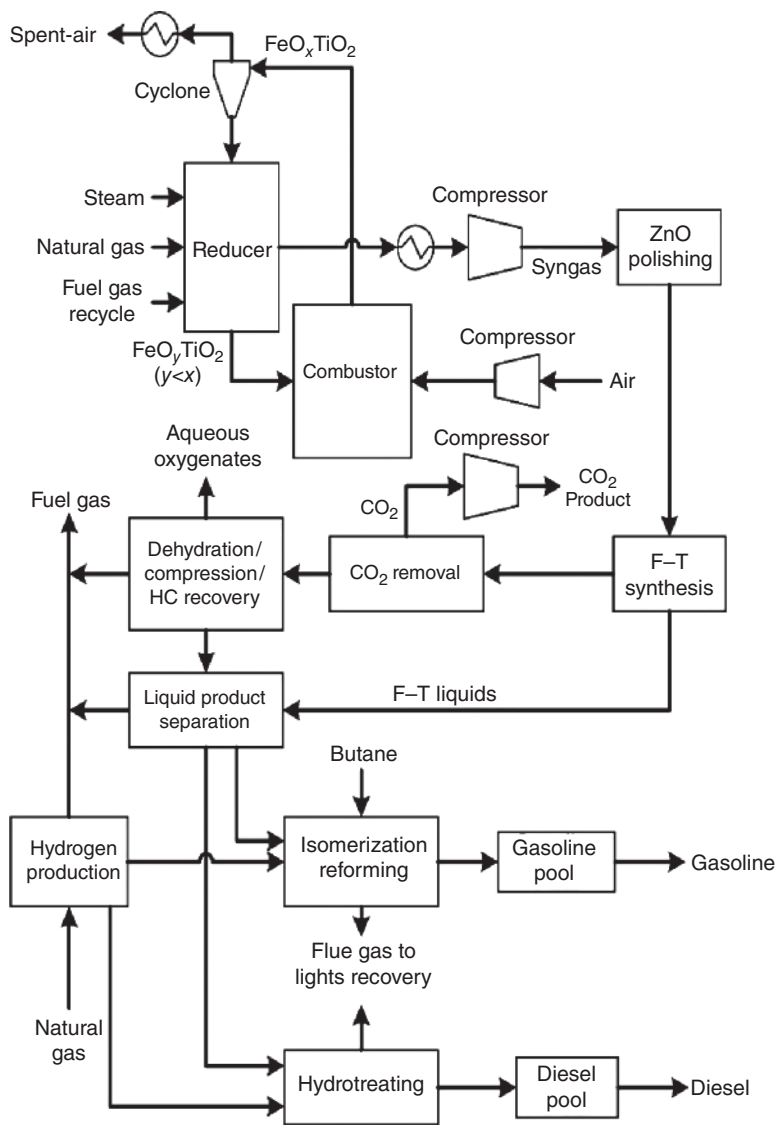 Spent-air
FeOₓTiO₂
Cyclone
Steam
Natural gas
Fuel gas
recycle
Reducer
Compressor
Syngas
ZnO
polishing
FeOᵧTiO₂
(y<x)
Combustor
Compressor
Air
Aqueous
oxygenates
Compressor
CO₂
CO₂
Product
Fuel gas
Dehydration/
compression/
HC recovery
CO₂ removal
F–T
synthesis
Liquid product
separation
F–T liquids
Butane
Hydrogen
production
Isomerization
reforming
Gasoline
pool
Gasoline
Flue gas to
lights recovery
Natural
gas
Hydrotreating
Diesel
pool
Diesel